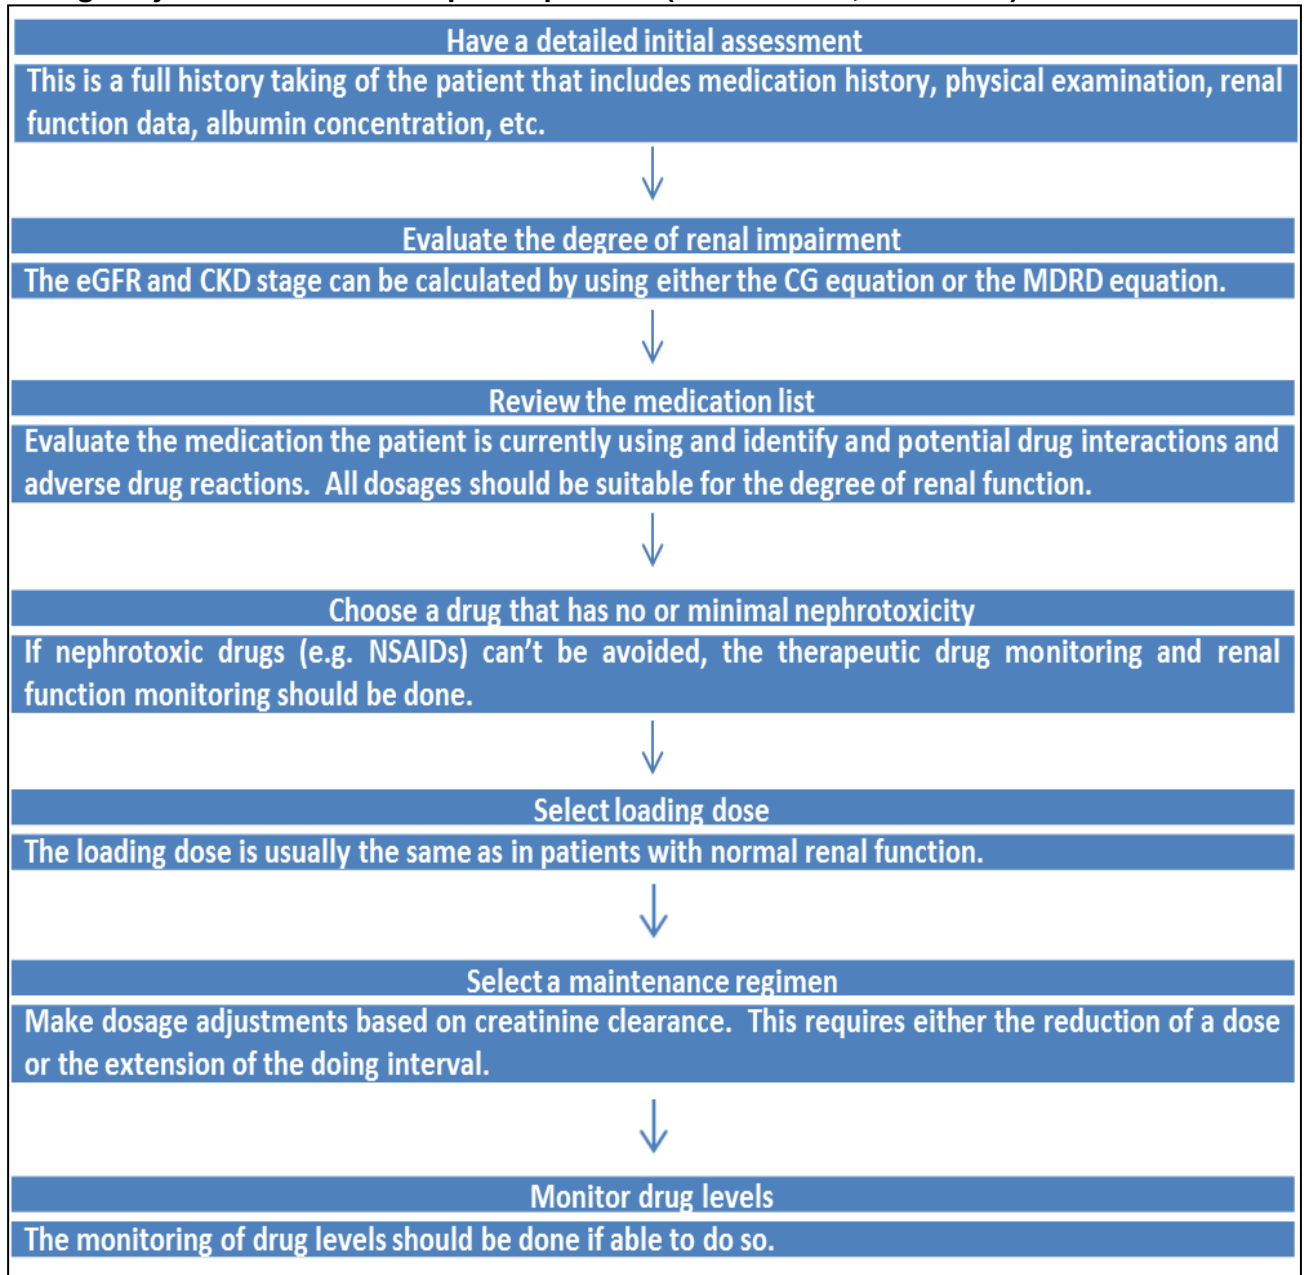 Have a detailed initial assessment
This is a full history taking of the patient that includes medication history, physical examination, renal
function data, albumin concentration, etc.
Evaluate the degree of renal impairment
The eGFR and CKD stage can be calculated by using either the CG equation or the MDRD equation.
Review the medication list
Evaluate the medication the patient is currently using and identify and potential drug interactions and
adverse drug reactions. All dosages should be suitable for the degree of renal function.
Choose a drug that has no or minimal nephrotoxicity
If nephrotoxic drugs (e.g. NSAIDs) can't be avoided, the therapeutic drug monitoring and renal
function monitoring should be done.
Select loading dose
The loading dose is usually the same as in patients with normal renal function.
Select a maintenance regimen
Make dosage adjustments based on creatinine clearance. This requires either the reduction of a dose
or the extension of the doing interval.
Monitor drug levels
The monitoring of drug levels should be done if able to do so.